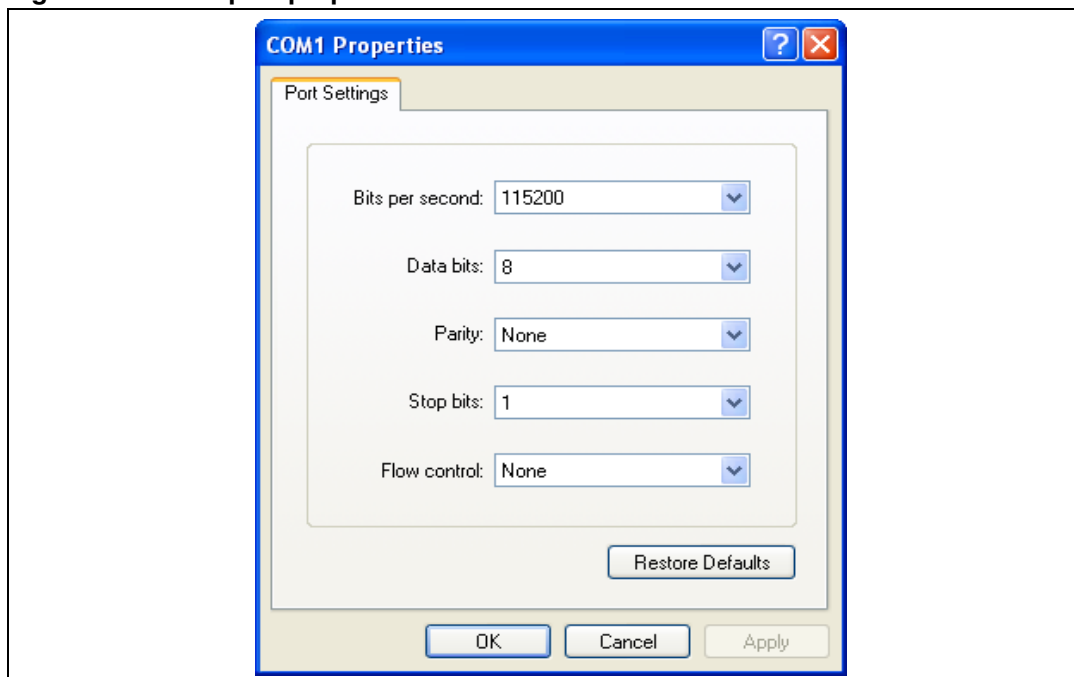 COM1 Properties
Port Settings
Bits per second: 115200
Data bits: 8
Parity: None
Stop bits: 1
Flow control: None
Restore Defaults
OK Cancel Apply